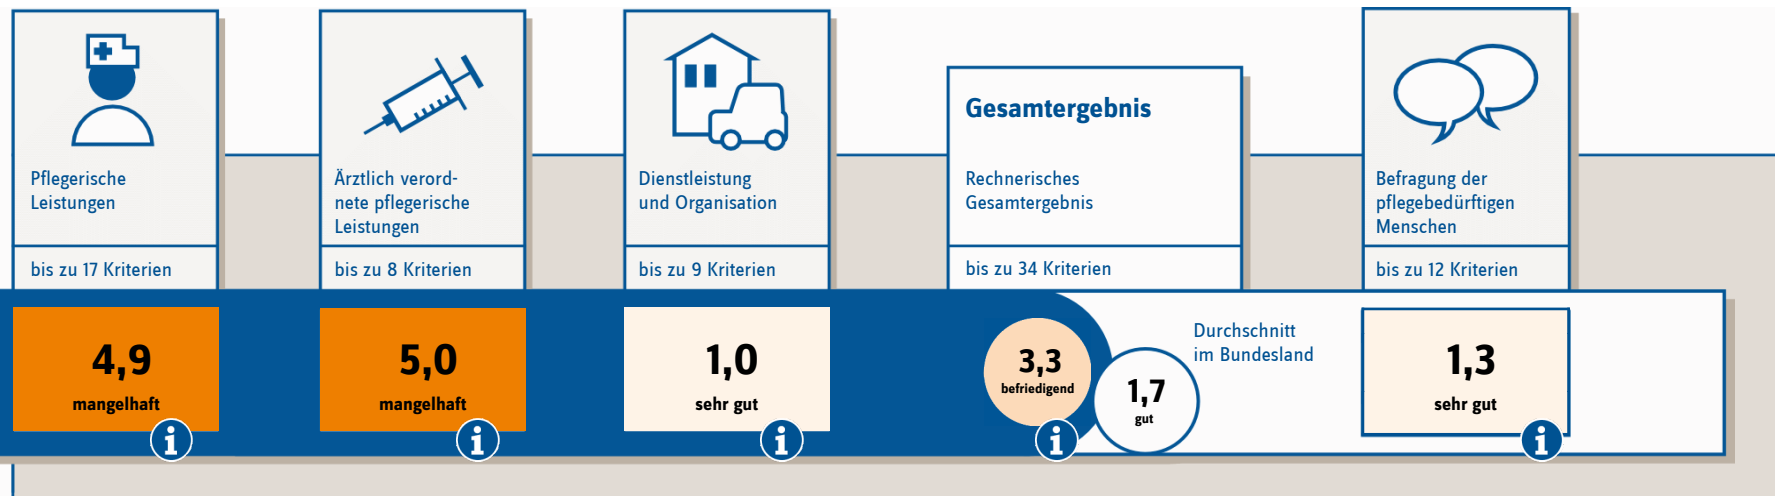 Pflegerische
Leistungen
bis zu 17 Kriterien
4,9
mangelhaft
i
Ärztlich verord-
nete pflegerische
Leistungen
bis zu 8 Kriterien
5,0
mangelhaft
i
Dienstleistung
und Organisation
bis zu 9 Kriterien
1,0
sehr gut
i
Gesamtergebnis
Rechnerisches
Gesamtergebnis
bis zu 34 Kriterien
3,3
befriedigend
i
1,7
gut
Durchschnitt
im Bundesland
Befragung der
pflegebedürftigen
Menschen
bis zu 12 Kriterien
1,3
sehr gut
i